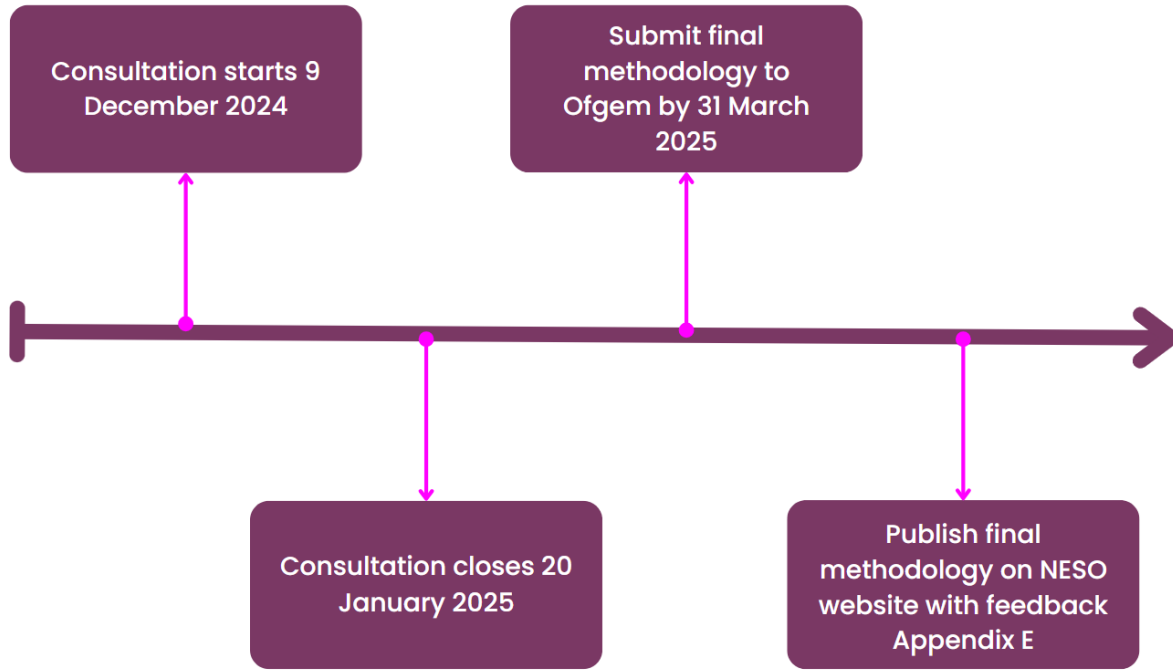 Consultation starts 9
December 2024
Submit final
methodology to
Ofgem by 31 March
2025
Consultation closes 20
January 2025
Publish final
methodology on NESO
website with feedback
Appendix E